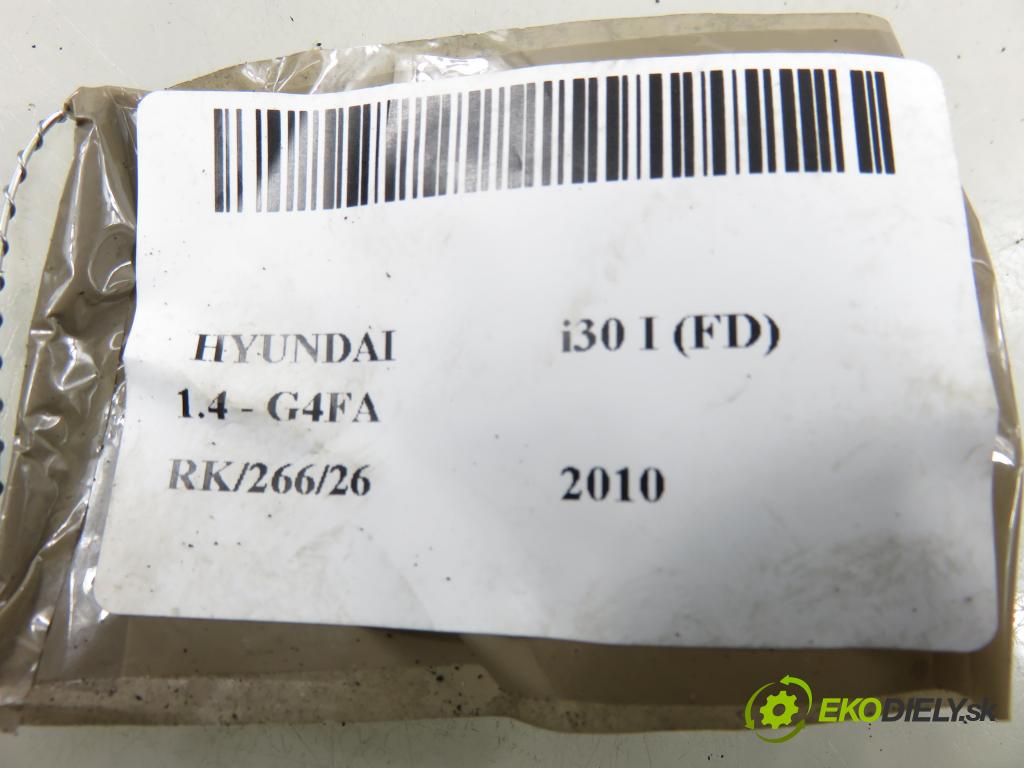 HYUNDAI i30 I (FD)
1.4 - G4FA
RK/266/26 2010
EKODIELY.sk